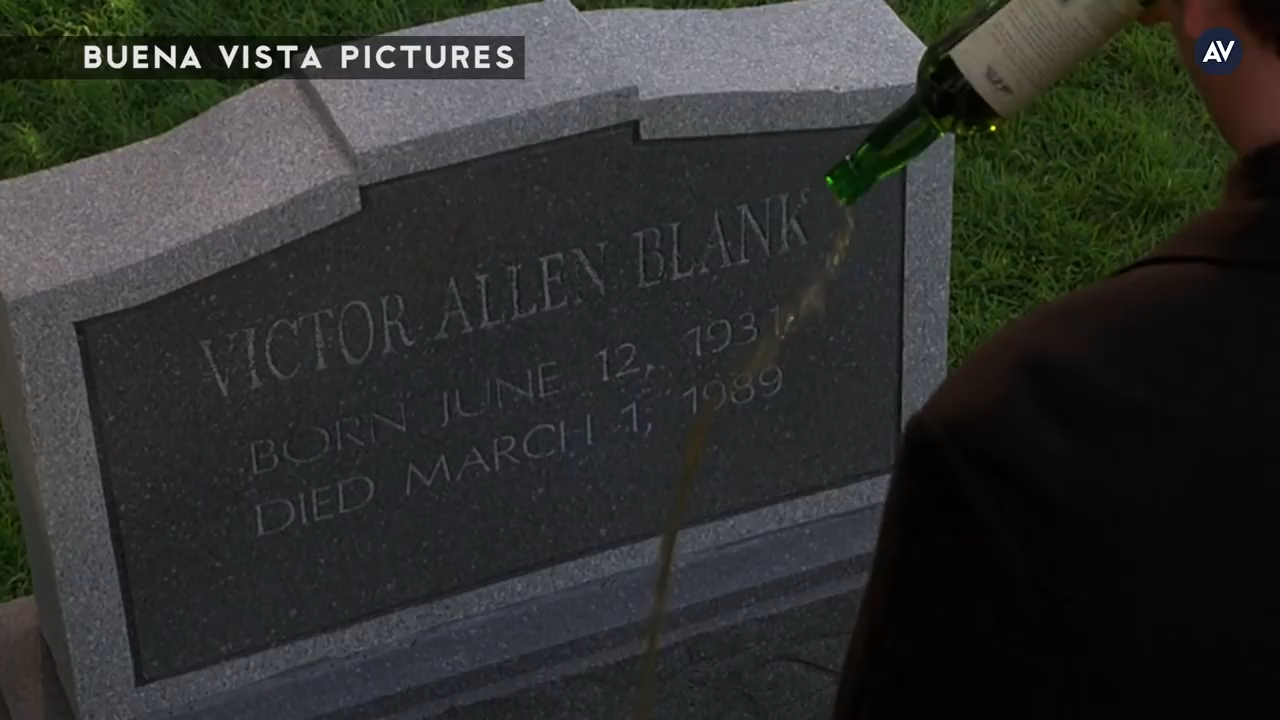 BUENA VISTA PICTURES
AV
VICTOR ALLEN BLANK
BORN JUNE 12, 1931
DIED MARCH 1, 1989